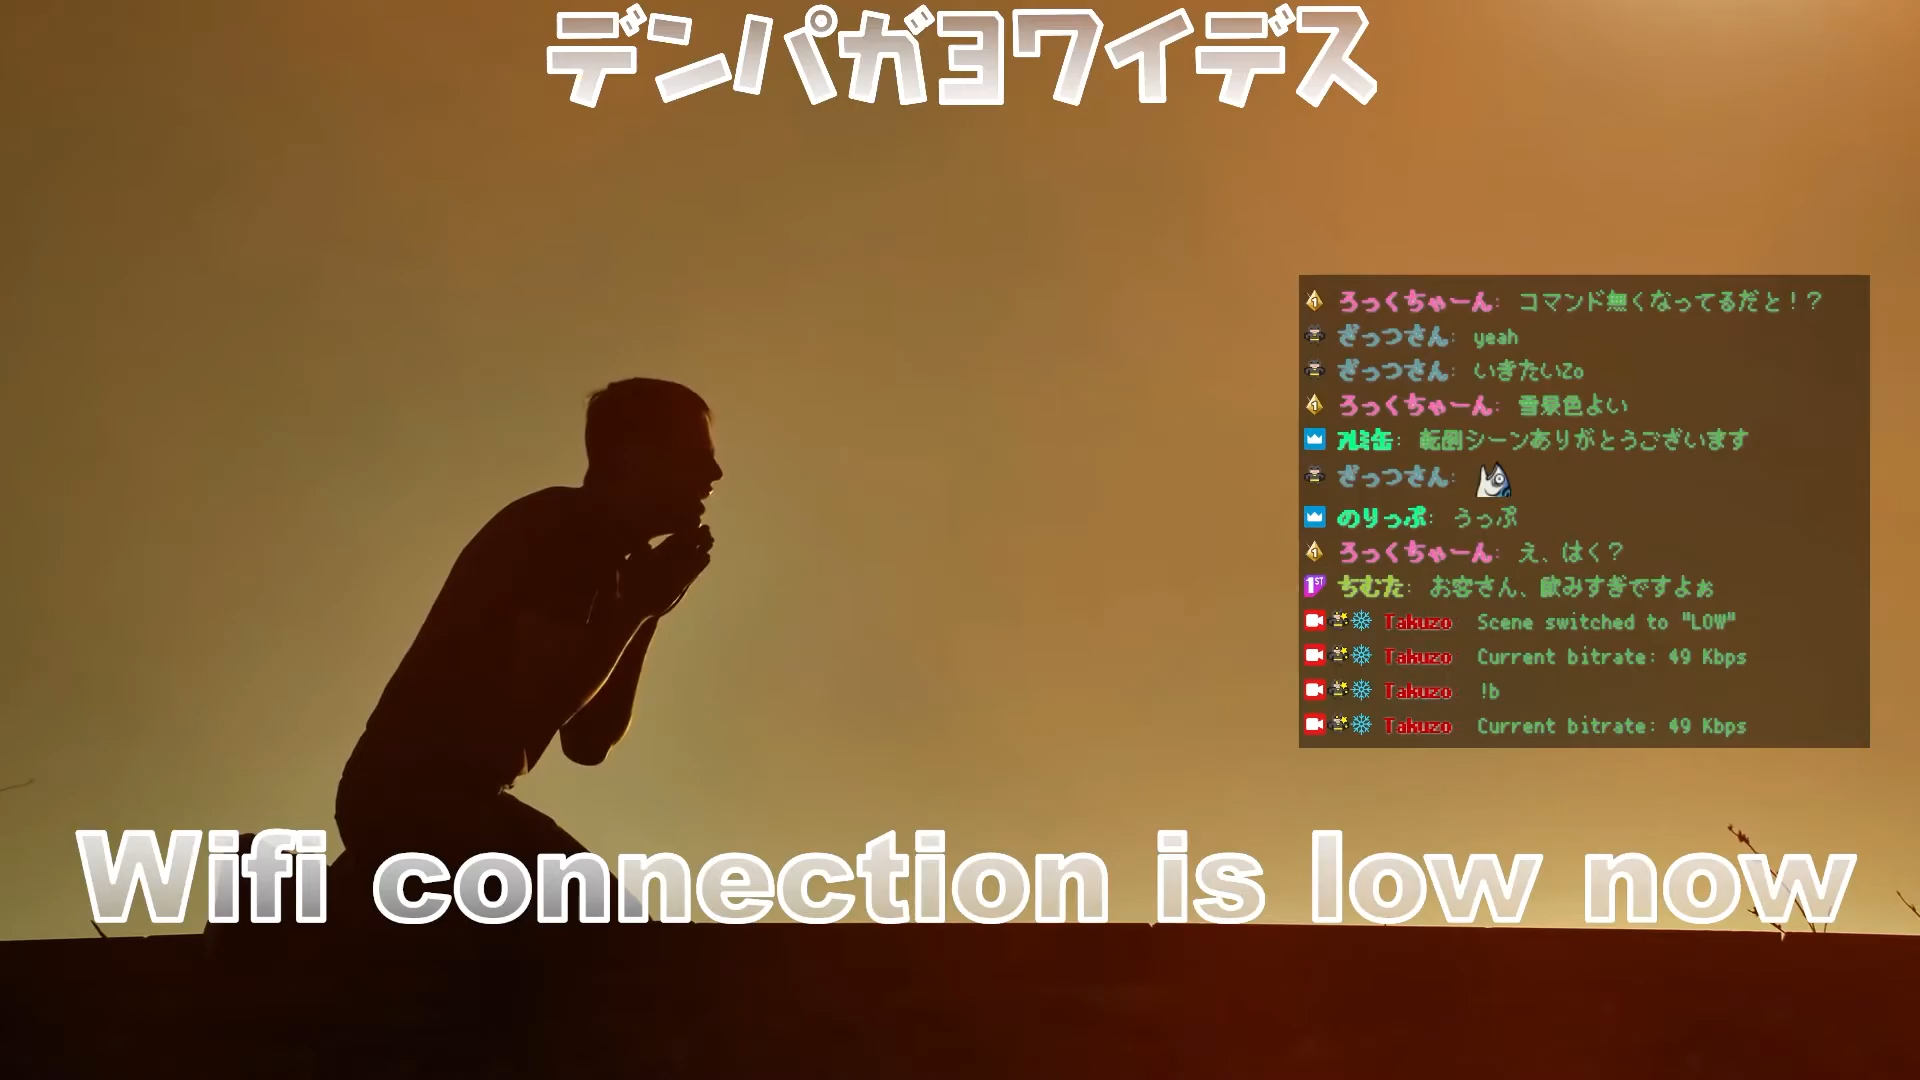 デンパガヨワイデス
ろっくちゃーん: コマンド無くなってるだと！？
ざっつさん: yeah
ざっつさん: いきたいZo
ろっくちゃーん: 雪景色よい
アルミ缶: 転倒シーンありがとうございます
ざっつさん:
のりっぷ: うっぷ
ろっくちゃーん: え、はく？
1ST ちむた: お客さん、飲みすぎですよぉ
Takuzo Scene switched to "LOW"
Takuzo Current bitrate: 49 Kbps
Takuzo !b
Takuzo Current bitrate: 49 Kbps
Wifi connection is low now